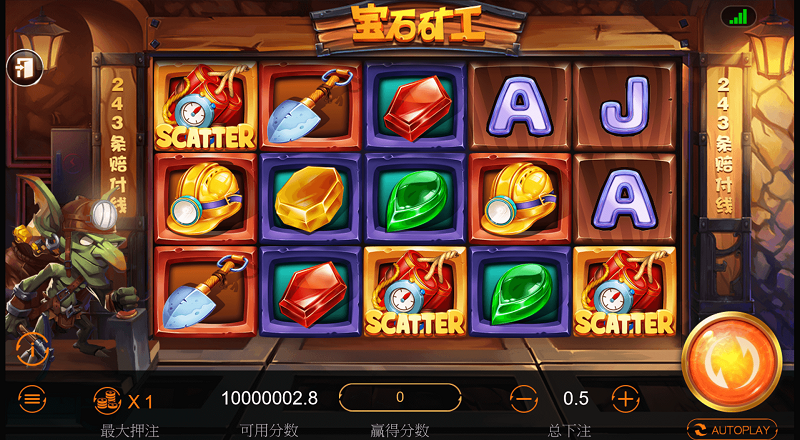 宝石矿工
243条赔付线
243条赔付线
SCATTER
A
J
A
SCATTER
SCATTER
X 1
10000002.8
0
0.5
最大押注
可用分数
赢得分数
总下注
AUTOPLAY